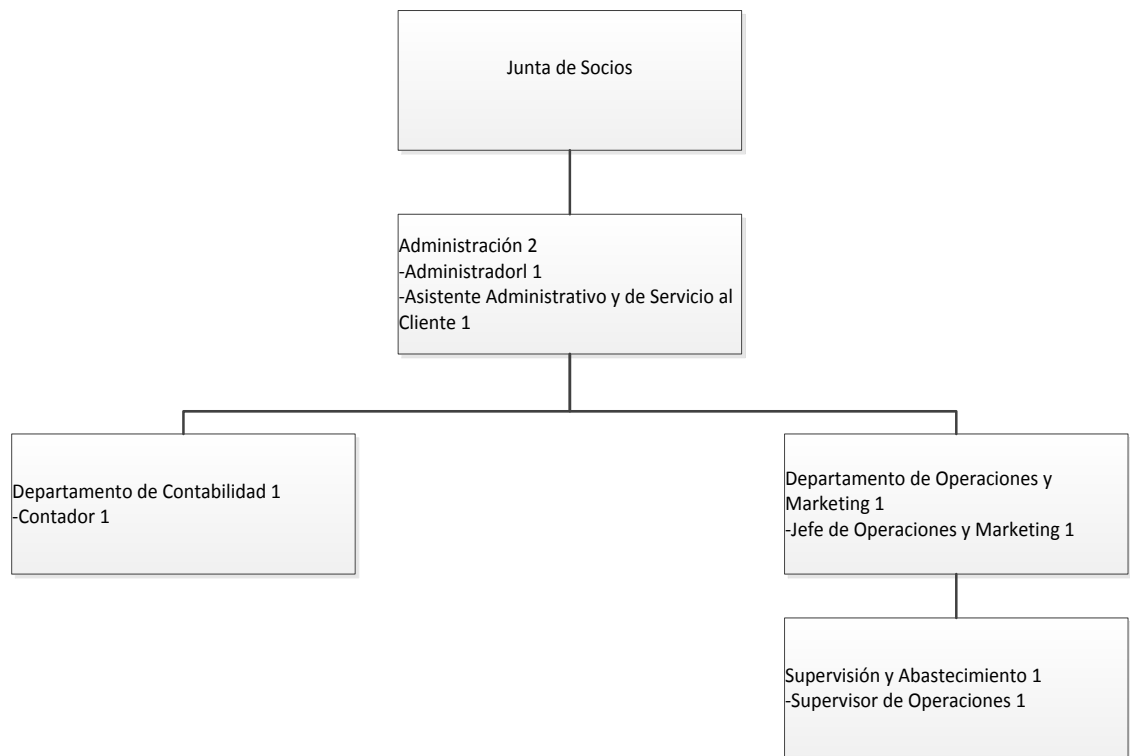 Junta de Socios
Administración 2
-Administradorl 1
-Asistente Administrativo y de Servicio al
Cliente 1
Departamento de Contabilidad 1
-Contador 1
Departamento de Operaciones y
Marketing 1
-Jefe de Operaciones y Marketing 1
Supervisión y Abastecimiento 1
-Supervisor de Operaciones 1